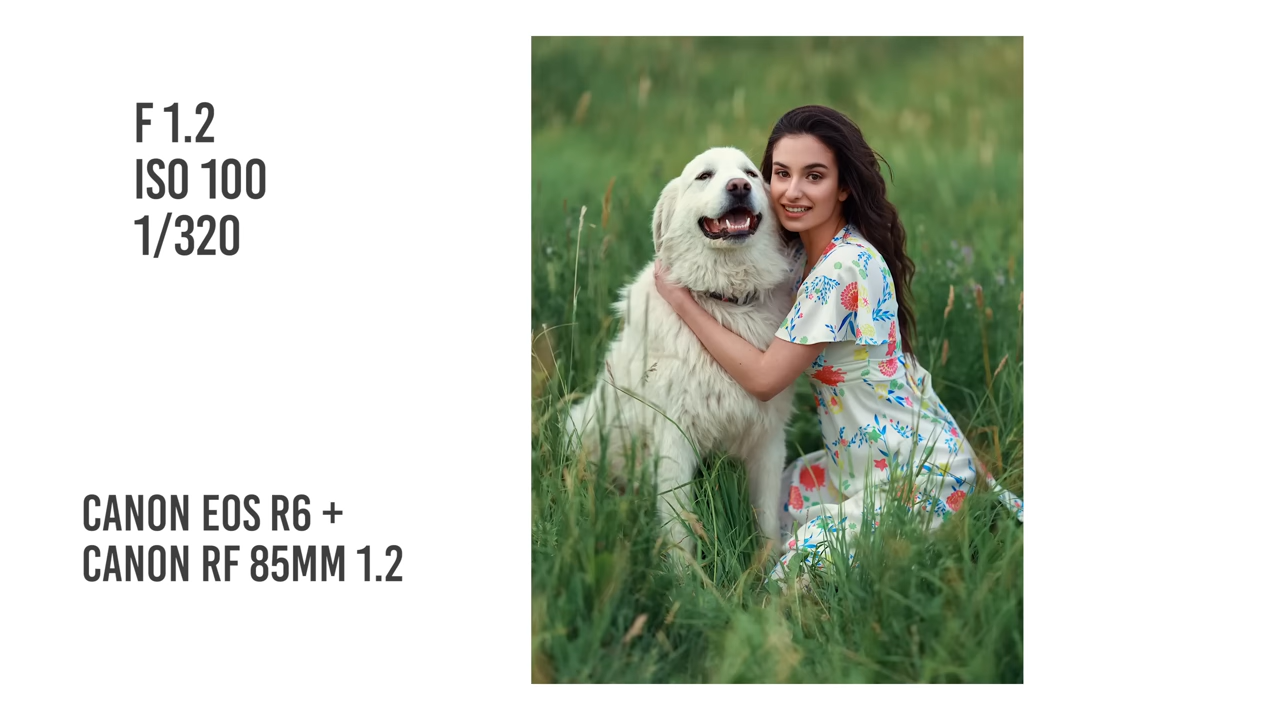 F 1.2
ISO 100
1/320
CANON EOS R6 +
CANON RF 85MM 1.2